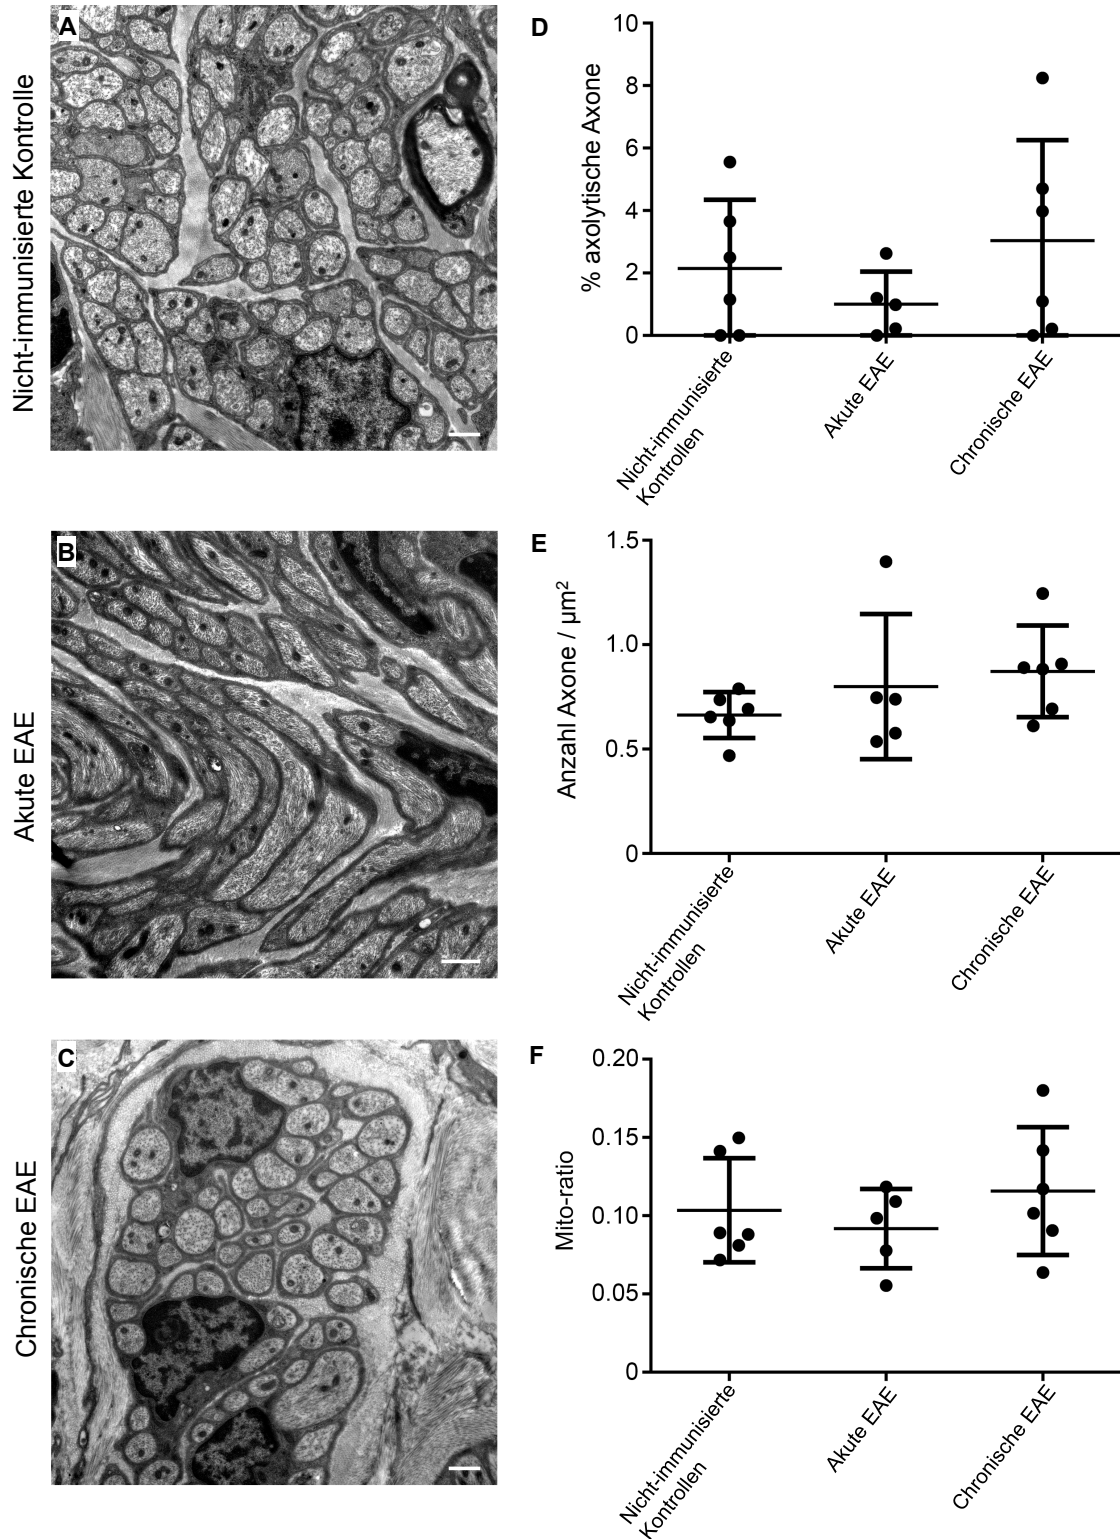 A
Nicht-immunisierte Kontrolle
B
Akute EAE
C
Chronische EAE
D
% axolytische Axone
10
8
6
4
2
0
Nicht-immunisierte
Kontrollen
Akute EAE
Chronische EAE
E
Anzahl Axone / µm²
1.5
1.0
0.5
0
Nicht-immunisierte
Kontrollen
Akute EAE
Chronische EAE
F
Mito-ratio
0.20
0.15
0.10
0.05
0
Nicht-immunisierte
Kontrollen
Akute EAE
Chronische EAE